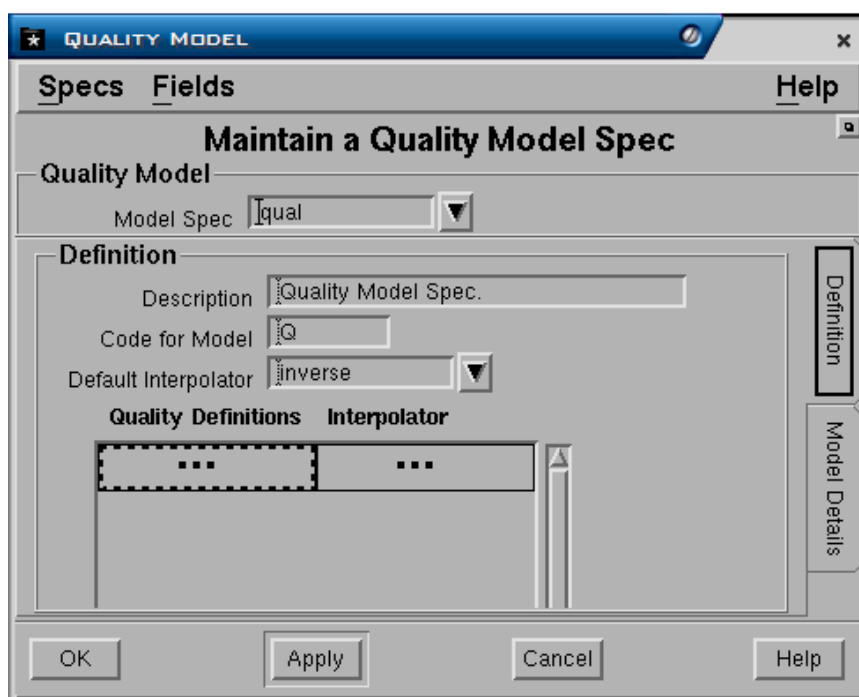 QUALITY MODEL
Specs Fields Help
Maintain a Quality Model Spec
Quality Model
Model Spec qual
Definition
Description Quality Model Spec.
Code for Model Q
Default Interpolator inverse
Quality Definitions Interpolator
... ...
Definition
Model Details
OK Apply Cancel Help